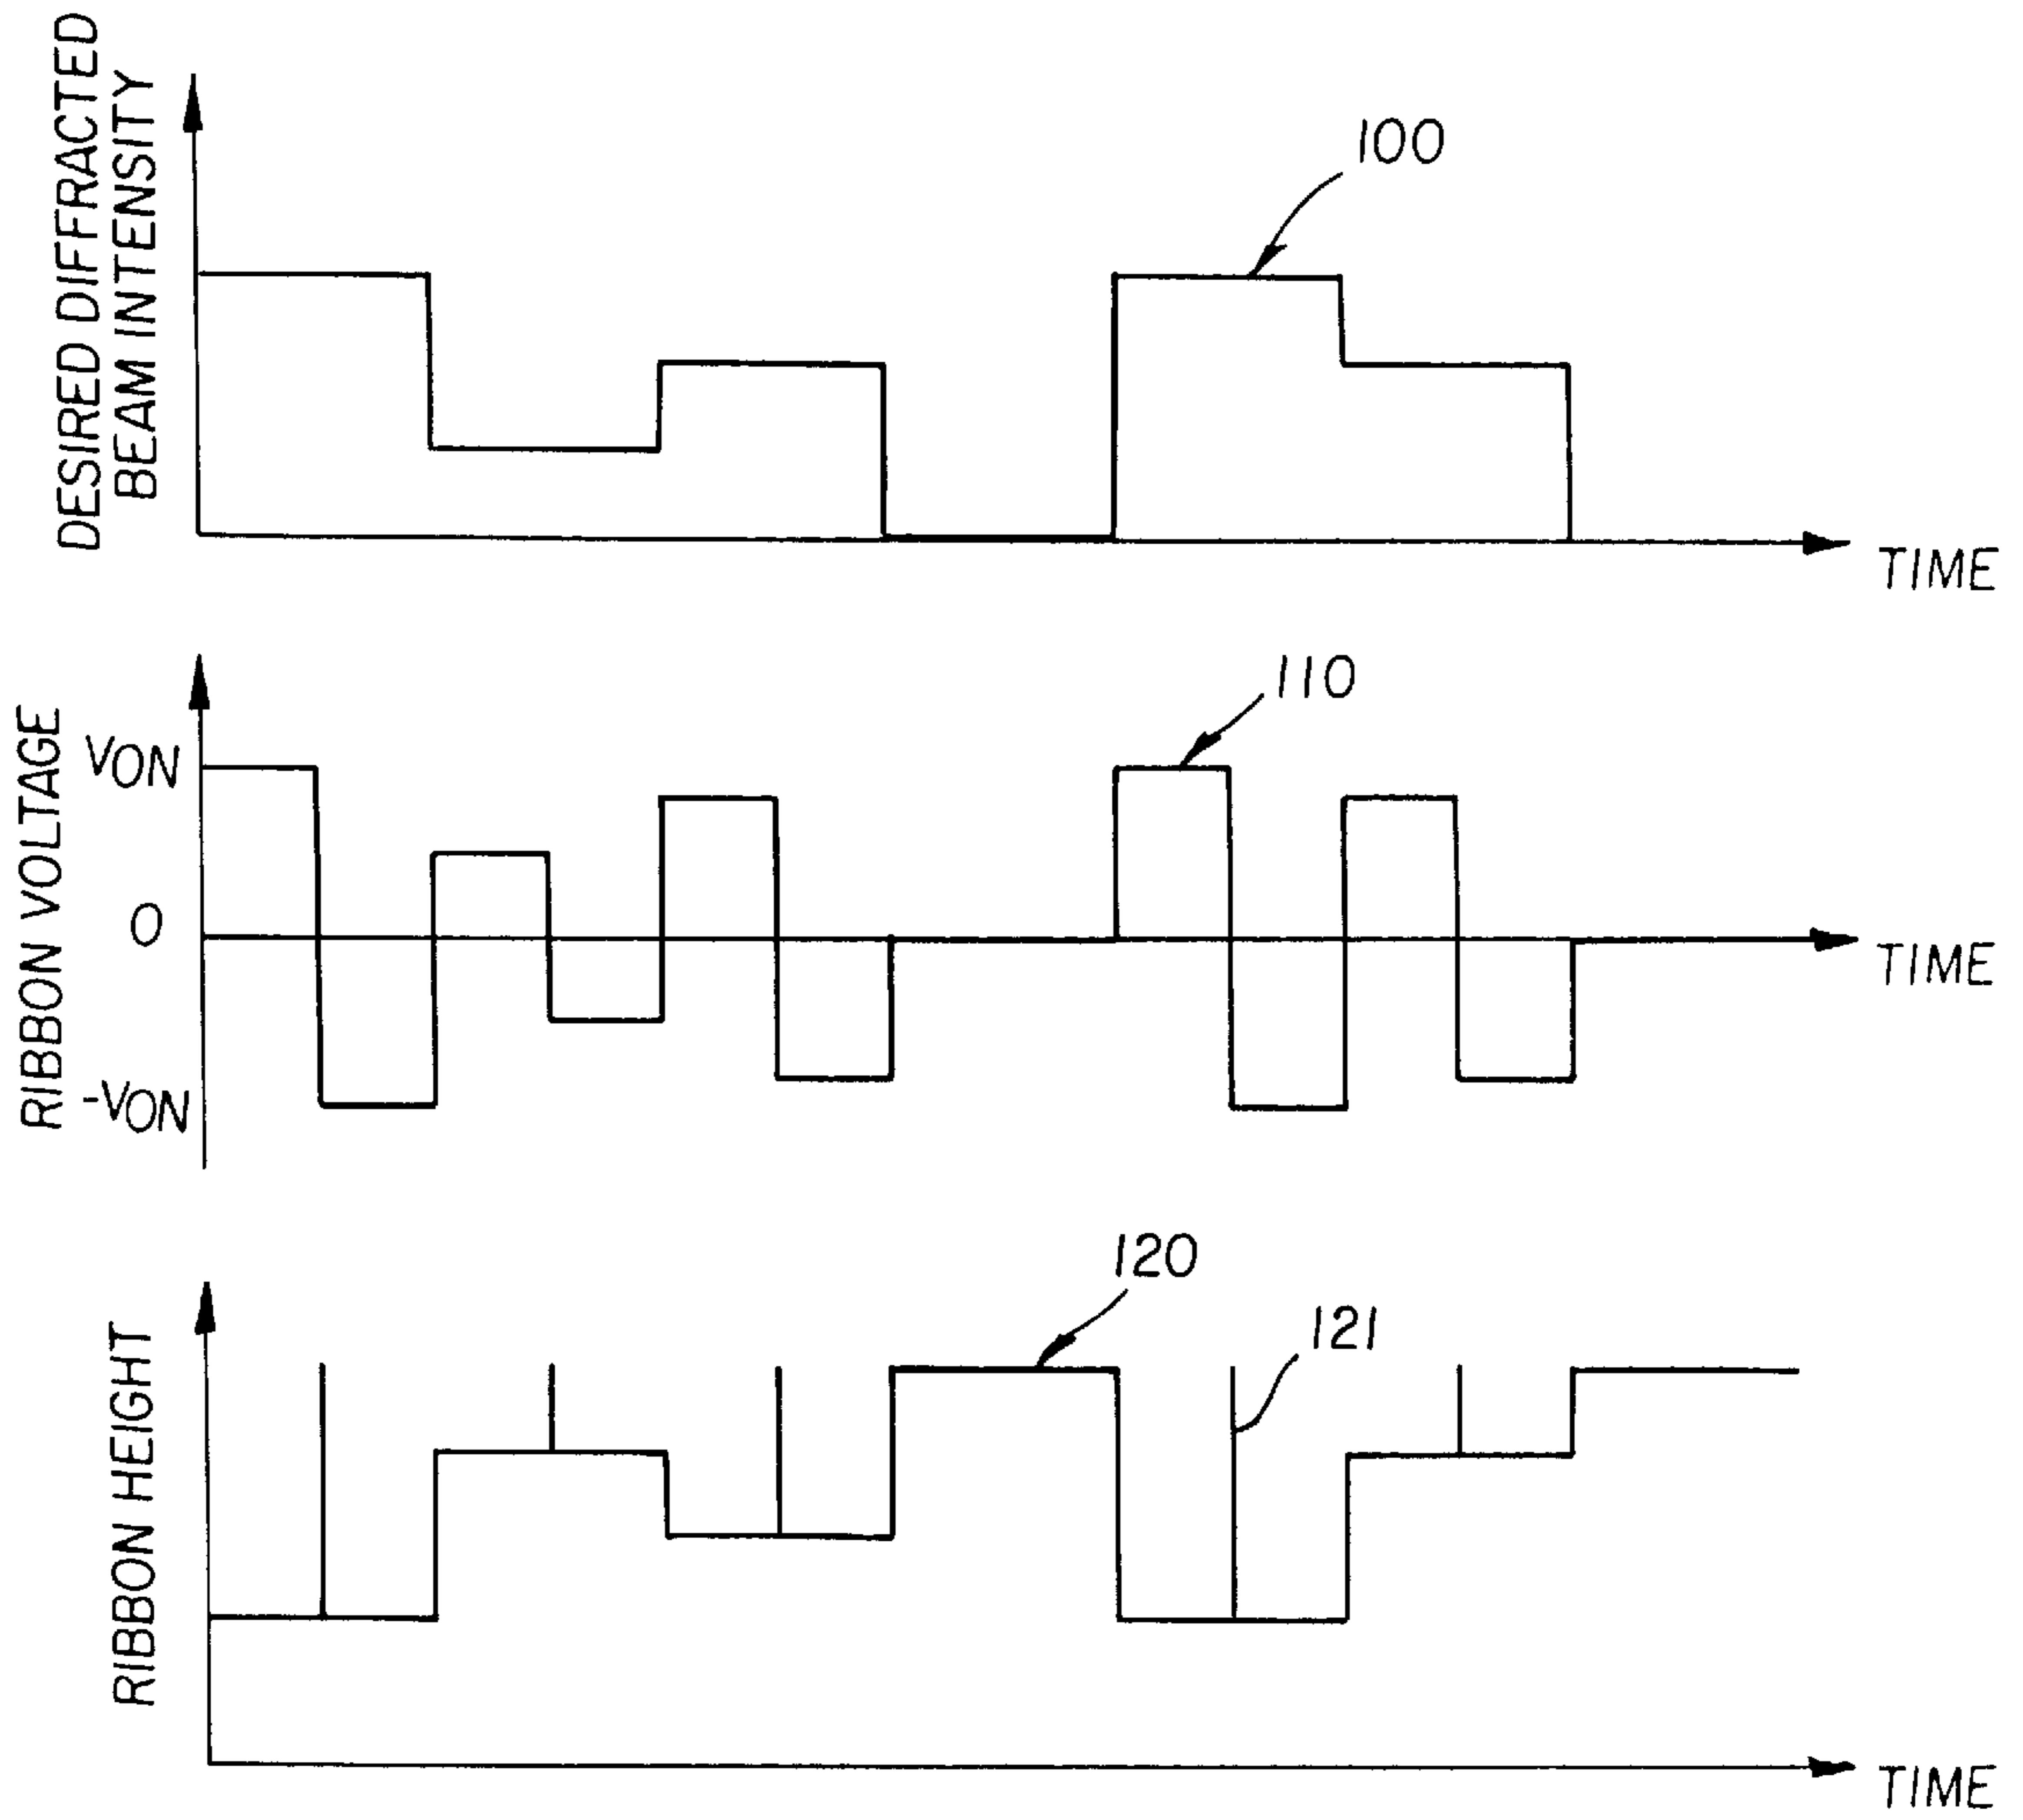 DESIRED DIFFRACTED
BEAM INTENSITY
100
TIME
RIBBON VOLTAGE
VON
0
-VON
110
TIME
RIBBON HEIGHT
120
121
TIME